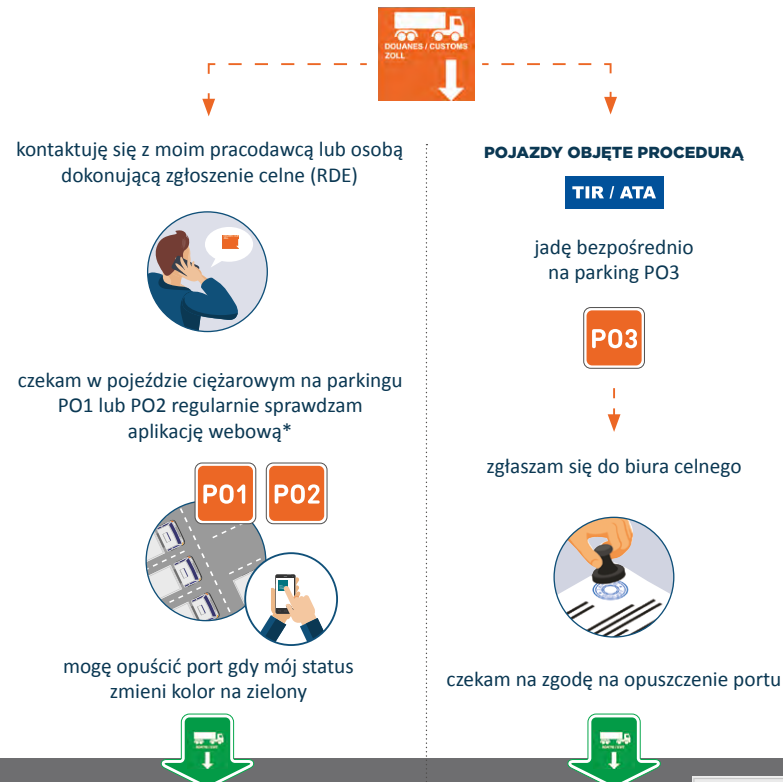 DOUANES / CUSTOMS
ZOLL
kontaktuję się z moim pracodawcą lub osobą
dokonującą zgłoszenie celne (RDE)
czekam w pojeździe ciężarowym na parkingu
PO1 lub PO2 regularnie sprawdzam
aplikację webową*
PO1
PO2
mogę opuścić port gdy mój status
zmieni kolor na zielony
POJAZDY OBJĘTE PROCEDURĄ
TIR / ATA
jadę bezpośrednio
na parking PO3
PO3
zgłaszam się do biura celnego
czekam na zgodę na opuszczenie portu